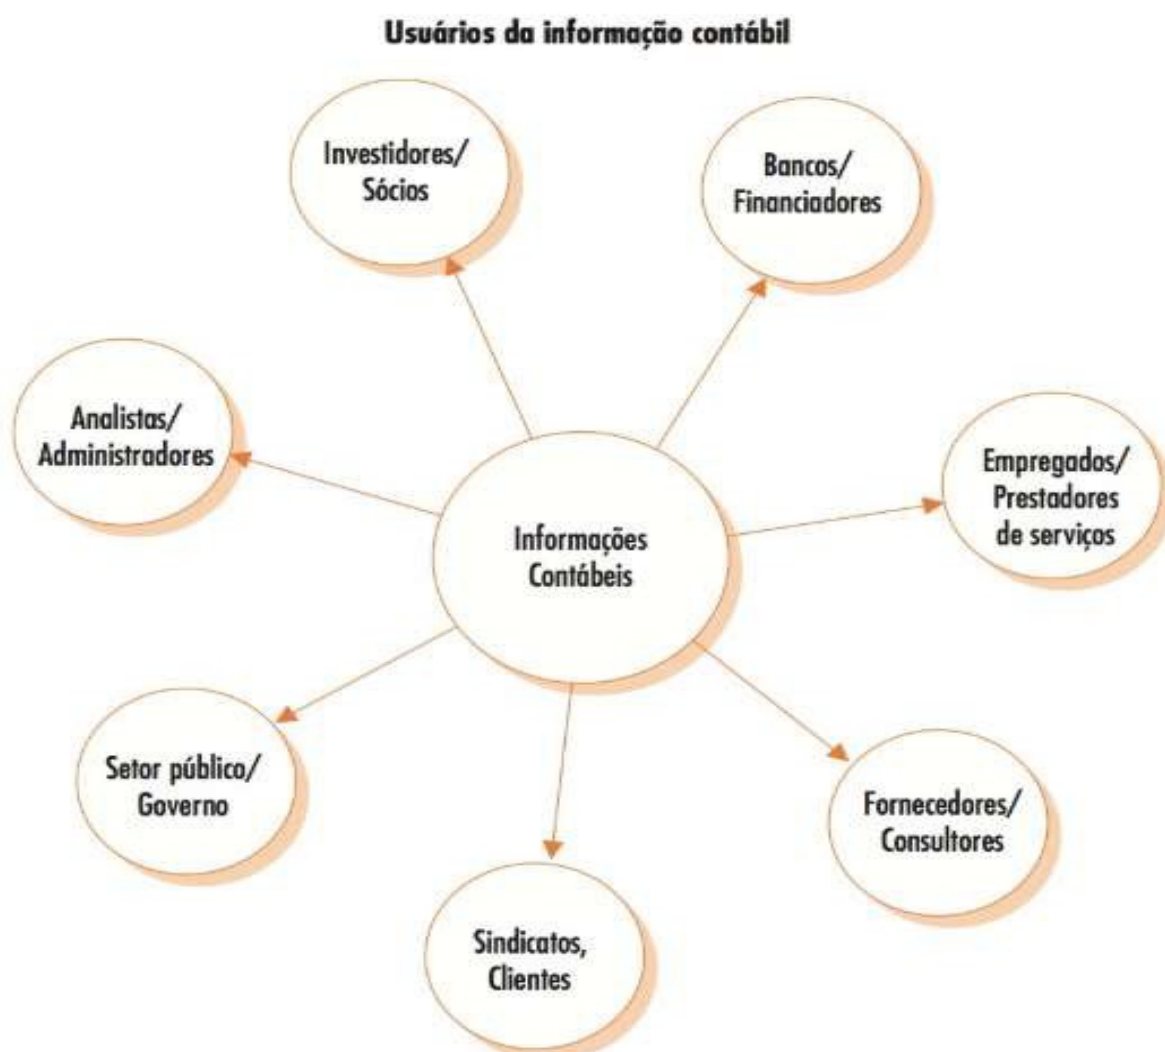 Usuários da informação contábil
Investidores/
Sócios
Bancos/
Financiadores
Analistas/
Administradores
Empregados/
Prestadores
de serviços
Informações
Contábeis
Setor público/
Governo
Fornecedores/
Consultores
Sindicatos,
Clientes